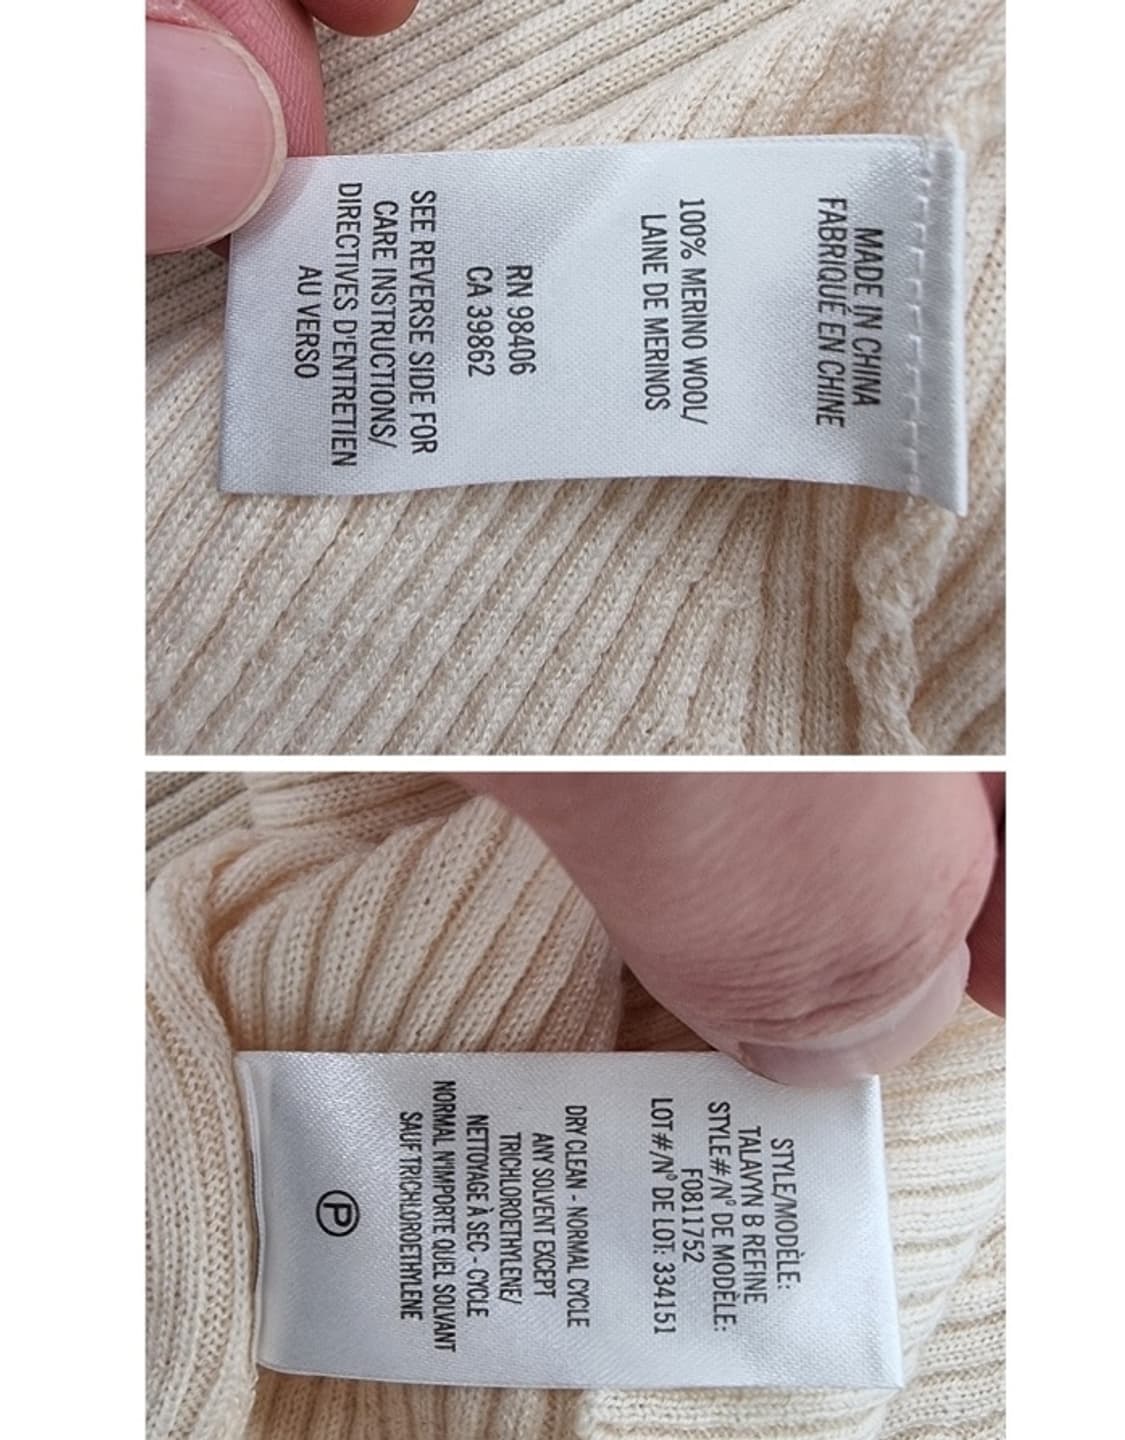 MADE IN CHINA
FABRIQUÉ EN CHINE
100% MERINO WOOL/
LAINE DE MERINOS
RN 98406
CA 39862
SEE REVERSE SIDE FOR
CARE INSTRUCTIONS/
DIRECTIVES D'ENTRETIEN
AU VERSO
STYLE/MODÈLE:
TALAVYN B REFINE
STYLE#/Nº DE MODÈLE:
F0811752
LOT#/Nº DE LOT: 334151
DRY CLEAN - NORMAL CYCLE
ANY SOLVENT EXCEPT
TRICHLOROETHYLENE/
NETTOYAGE À SEC - CYCLE
NORMAL N'IMPORTE QUEL SOLVANT
SAUF TRICHLOROETHYLENE
P